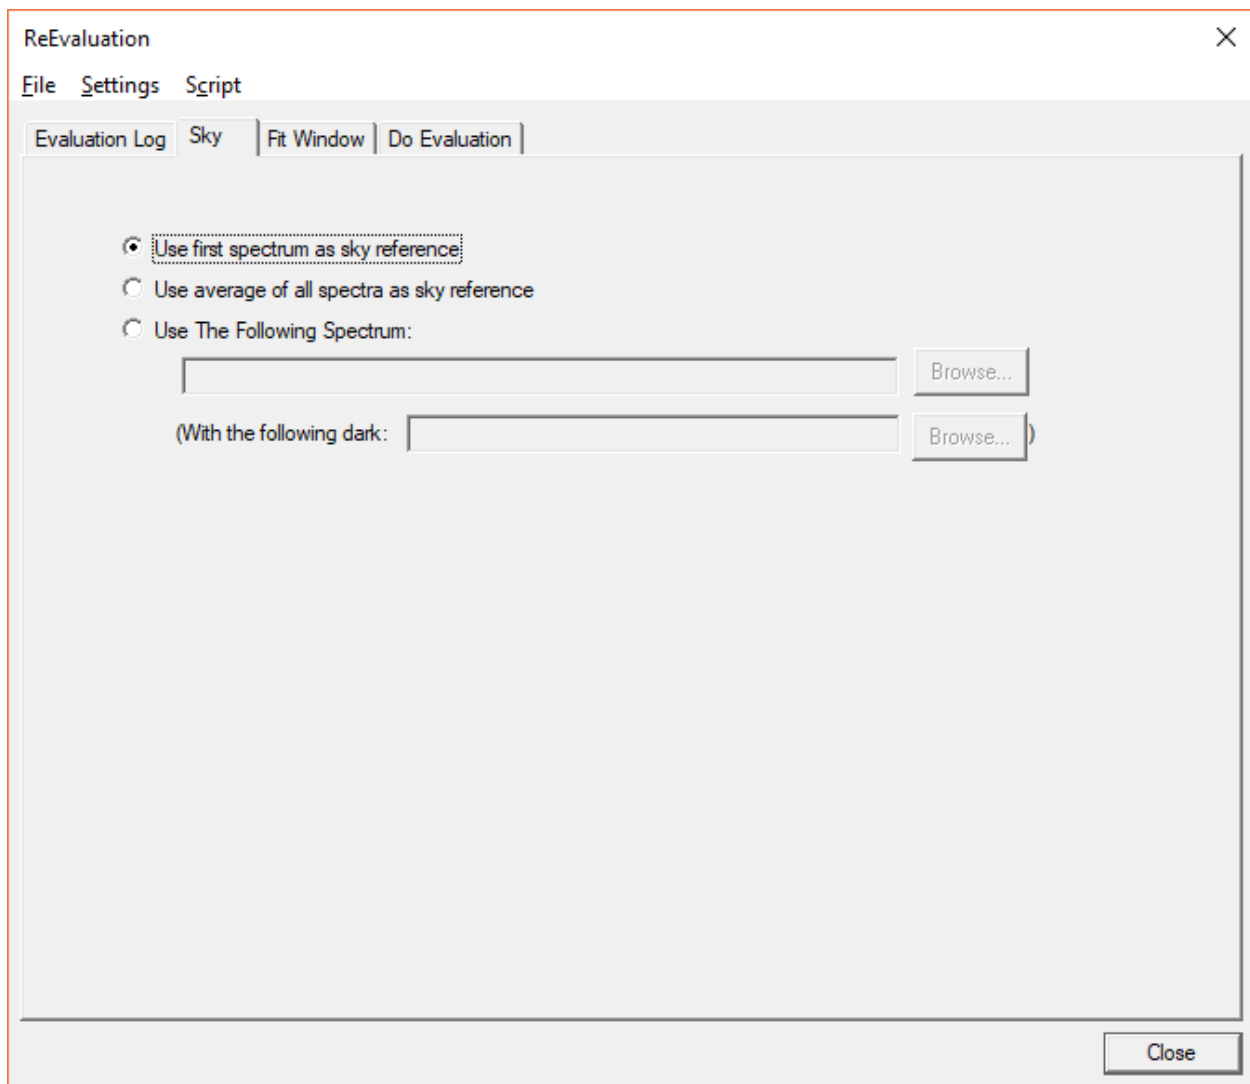 ReEvaluation
File Settings Script
Evaluation Log Sky Fit Window Do Evaluation
Use first spectrum as sky reference
Use average of all spectra as sky reference
Use The Following Spectrum:
Browse...
(With the following dark: Browse... )
Close